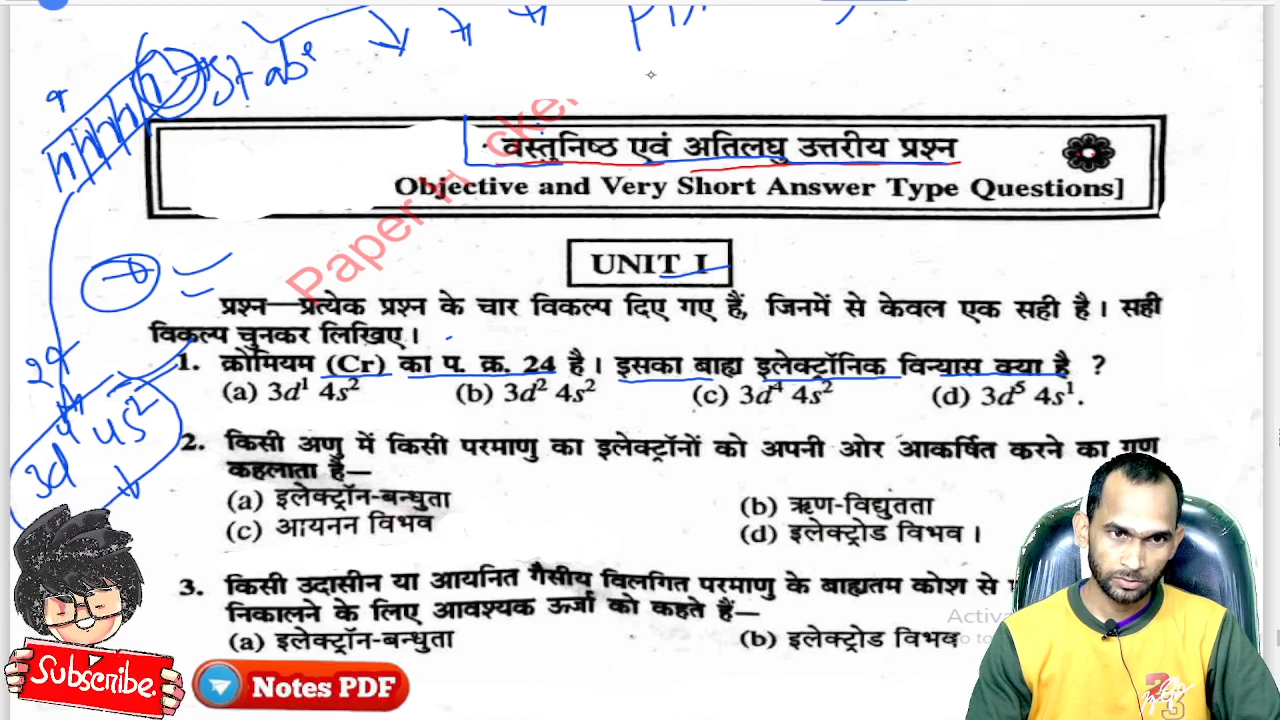 वस्तुनिष्ठ एवं अतिलघु उत्तरीय प्रश्न
Objective and Very Short Answer Type Questions]
UNIT I
प्रश्न—प्रत्येक प्रश्न के चार विकल्प दिए गए हैं, जिनमें से केवल एक सही है। सही
विकल्प चुनकर लिखिए।
1. क्रोमियम (Cr) का प. क्र. 24 है। इसका बाह्य इलेक्ट्रॉनिक विन्यास क्या है ?
(a) 3d¹ 4s² (b) 3d² 4s² (c) 3d⁴ 4s² (d) 3d⁵ 4s¹.
24
3d⁴ 4s²
2. किसी अणु में किसी परमाणु का इलेक्ट्रॉनों को अपनी ओर आकर्षित करने का गुण
कहलाता है—
(a) इलेक्ट्रॉन-बन्धुता (b) ऋण-विद्युतता
(c) आयनन विभव (d) इलेक्ट्रोड विभव।
3. किसी उदासीन या आयनित गैसीय विलगित परमाणु के बाह्यतम कोश से
निकालने के लिए आवश्यक ऊर्जा को कहते हैं—
(a) इलेक्ट्रॉन-बन्धुता (b) इलेक्ट्रोड विभव
Subscribe.
Notes PDF